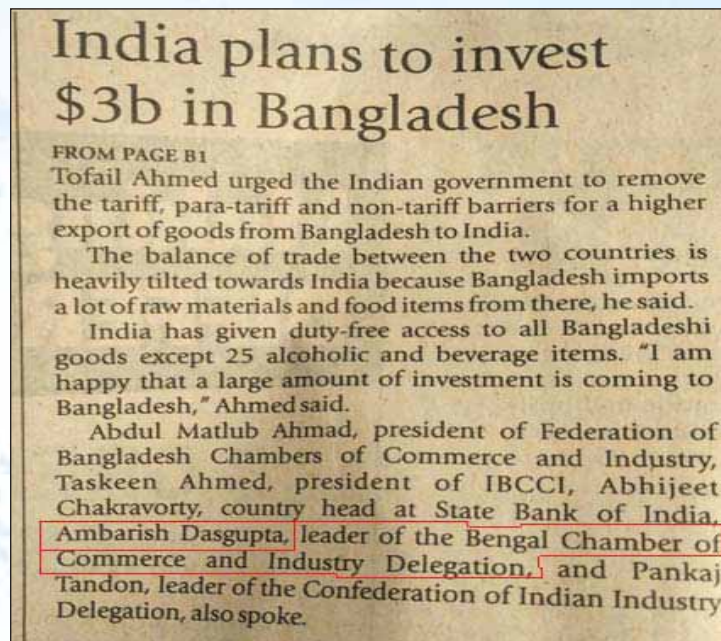 India plans to invest
$3b in Bangladesh
FROM PAGE B1
Tofail Ahmed urged the Indian government to remove
the tariff, para-tariff and non-tariff barriers for a higher
export of goods from Bangladesh to India.
The balance of trade between the two countries is
heavily tilted towards India because Bangladesh imports
a lot of raw materials and food items from there, he said.
India has given duty-free access to all Bangladeshi
goods except 25 alcoholic and beverage items. "I am
happy that a large amount of investment is coming to
Bangladesh," Ahmed said.
Abdul Matlub Ahmad, president of Federation of
Bangladesh Chambers of Commerce and Industry,
Taskeen Ahmed, president of IBCCI, Abhijeet
Chakravorty, country head at State Bank of India,
Ambarish Dasgupta, leader of the Bengal Chamber of
Commerce and Industry Delegation, and Pankaj
Tandon, leader of the Confederation of Indian Industry
Delegation, also spoke.